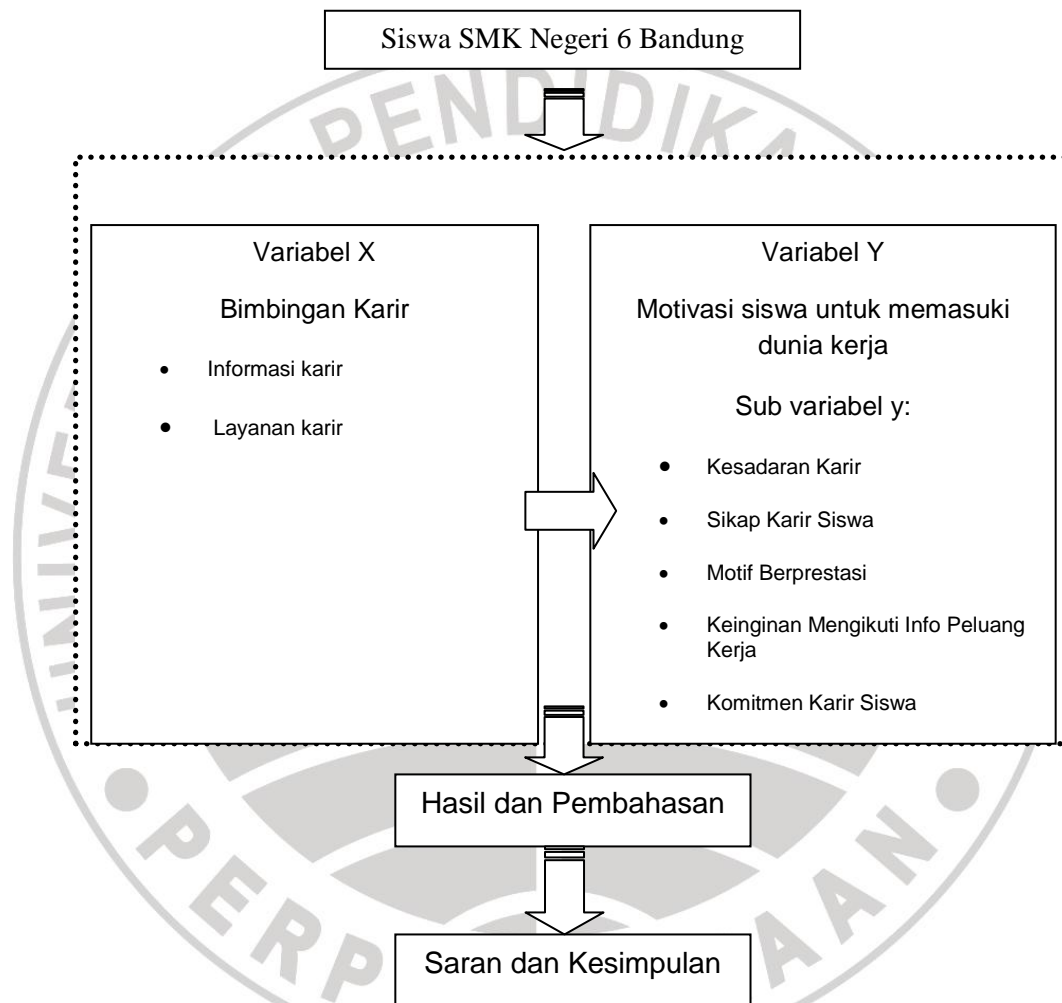 Siswa SMK Negeri 6 Bandung
Variabel X
Bimbingan Karir
• Informasi karir
• Layanan karir
Variabel Y
Motivasi siswa untuk memasuki
dunia kerja
Sub variabel y:
• Kesadaran Karir
• Sikap Karir Siswa
• Motif Berprestasi
• Keinginan Mengikuti Info Peluang
Kerja
• Komitmen Karir Siswa
Hasil dan Pembahasan
Saran dan Kesimpulan